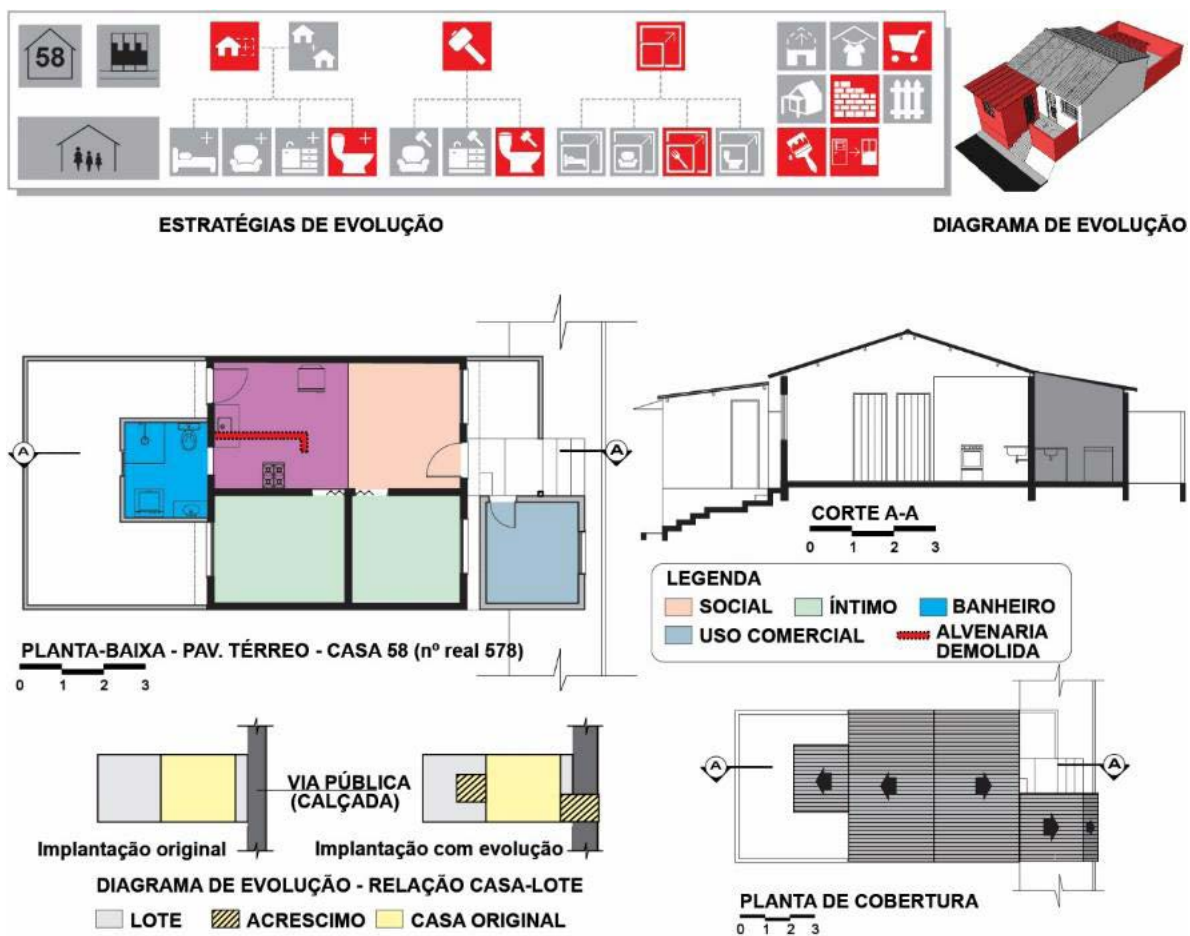 58
ESTRATÉGIAS DE EVOLUÇÃO
DIAGRAMA DE EVOLUÇÃO
A
A
PLANTA-BAIXA - PAV. TÉRREO - CASA 58 (nº real 578)
0 1 2 3
CORTE A-A
0 1 2 3
LEGENDA
SOCIAL
ÍNTIMO
BANHEIRO
USO COMERCIAL
ALVENARIA
DEMOLIDA
VIA PÚBLICA
(CALÇADA)
Implantação original
Implantação com evolução
DIAGRAMA DE EVOLUÇÃO - RELAÇÃO CASA-LOTE
LOTE
ACRESCIMO
CASA ORIGINAL
A
A
PLANTA DE COBERTURA
0 1 2 3